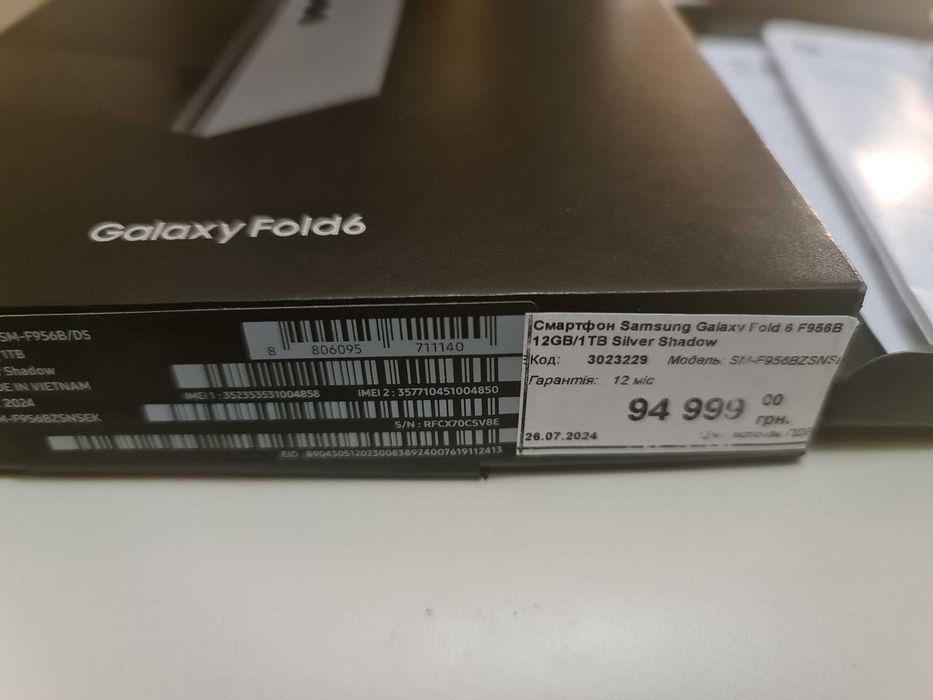 Galaxy Fold6
SM-F956B/DS
1TB
Shadow
DE IN VIETNAM
2024
M-F956BZSNSEK
8 806095 711140
IMEI 1 : 352353531004858
IMEI 2 : 357710451004850
S/N : RFCX70CSV8E
EID : 89043051202300838924007619112413
Смартфон Samsung Galaxy Fold 6 F956B
12GB/1TB Silver Shadow
Код: 3023229 Модель: SM-F956BZSNS
Гарантія: 12 міс
94 999 00
грн.
26.07.2024